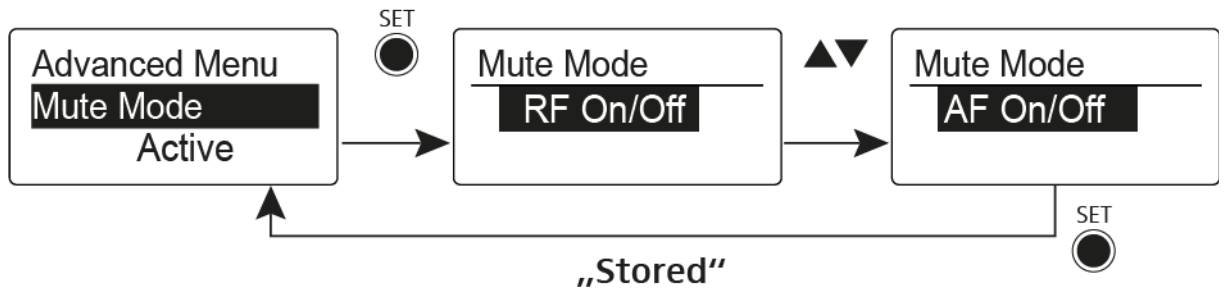 SET
Advanced Menu
Mute Mode
Active
Mute Mode
RF On/Off
Mute Mode
AF On/Off
SET
„Stored“